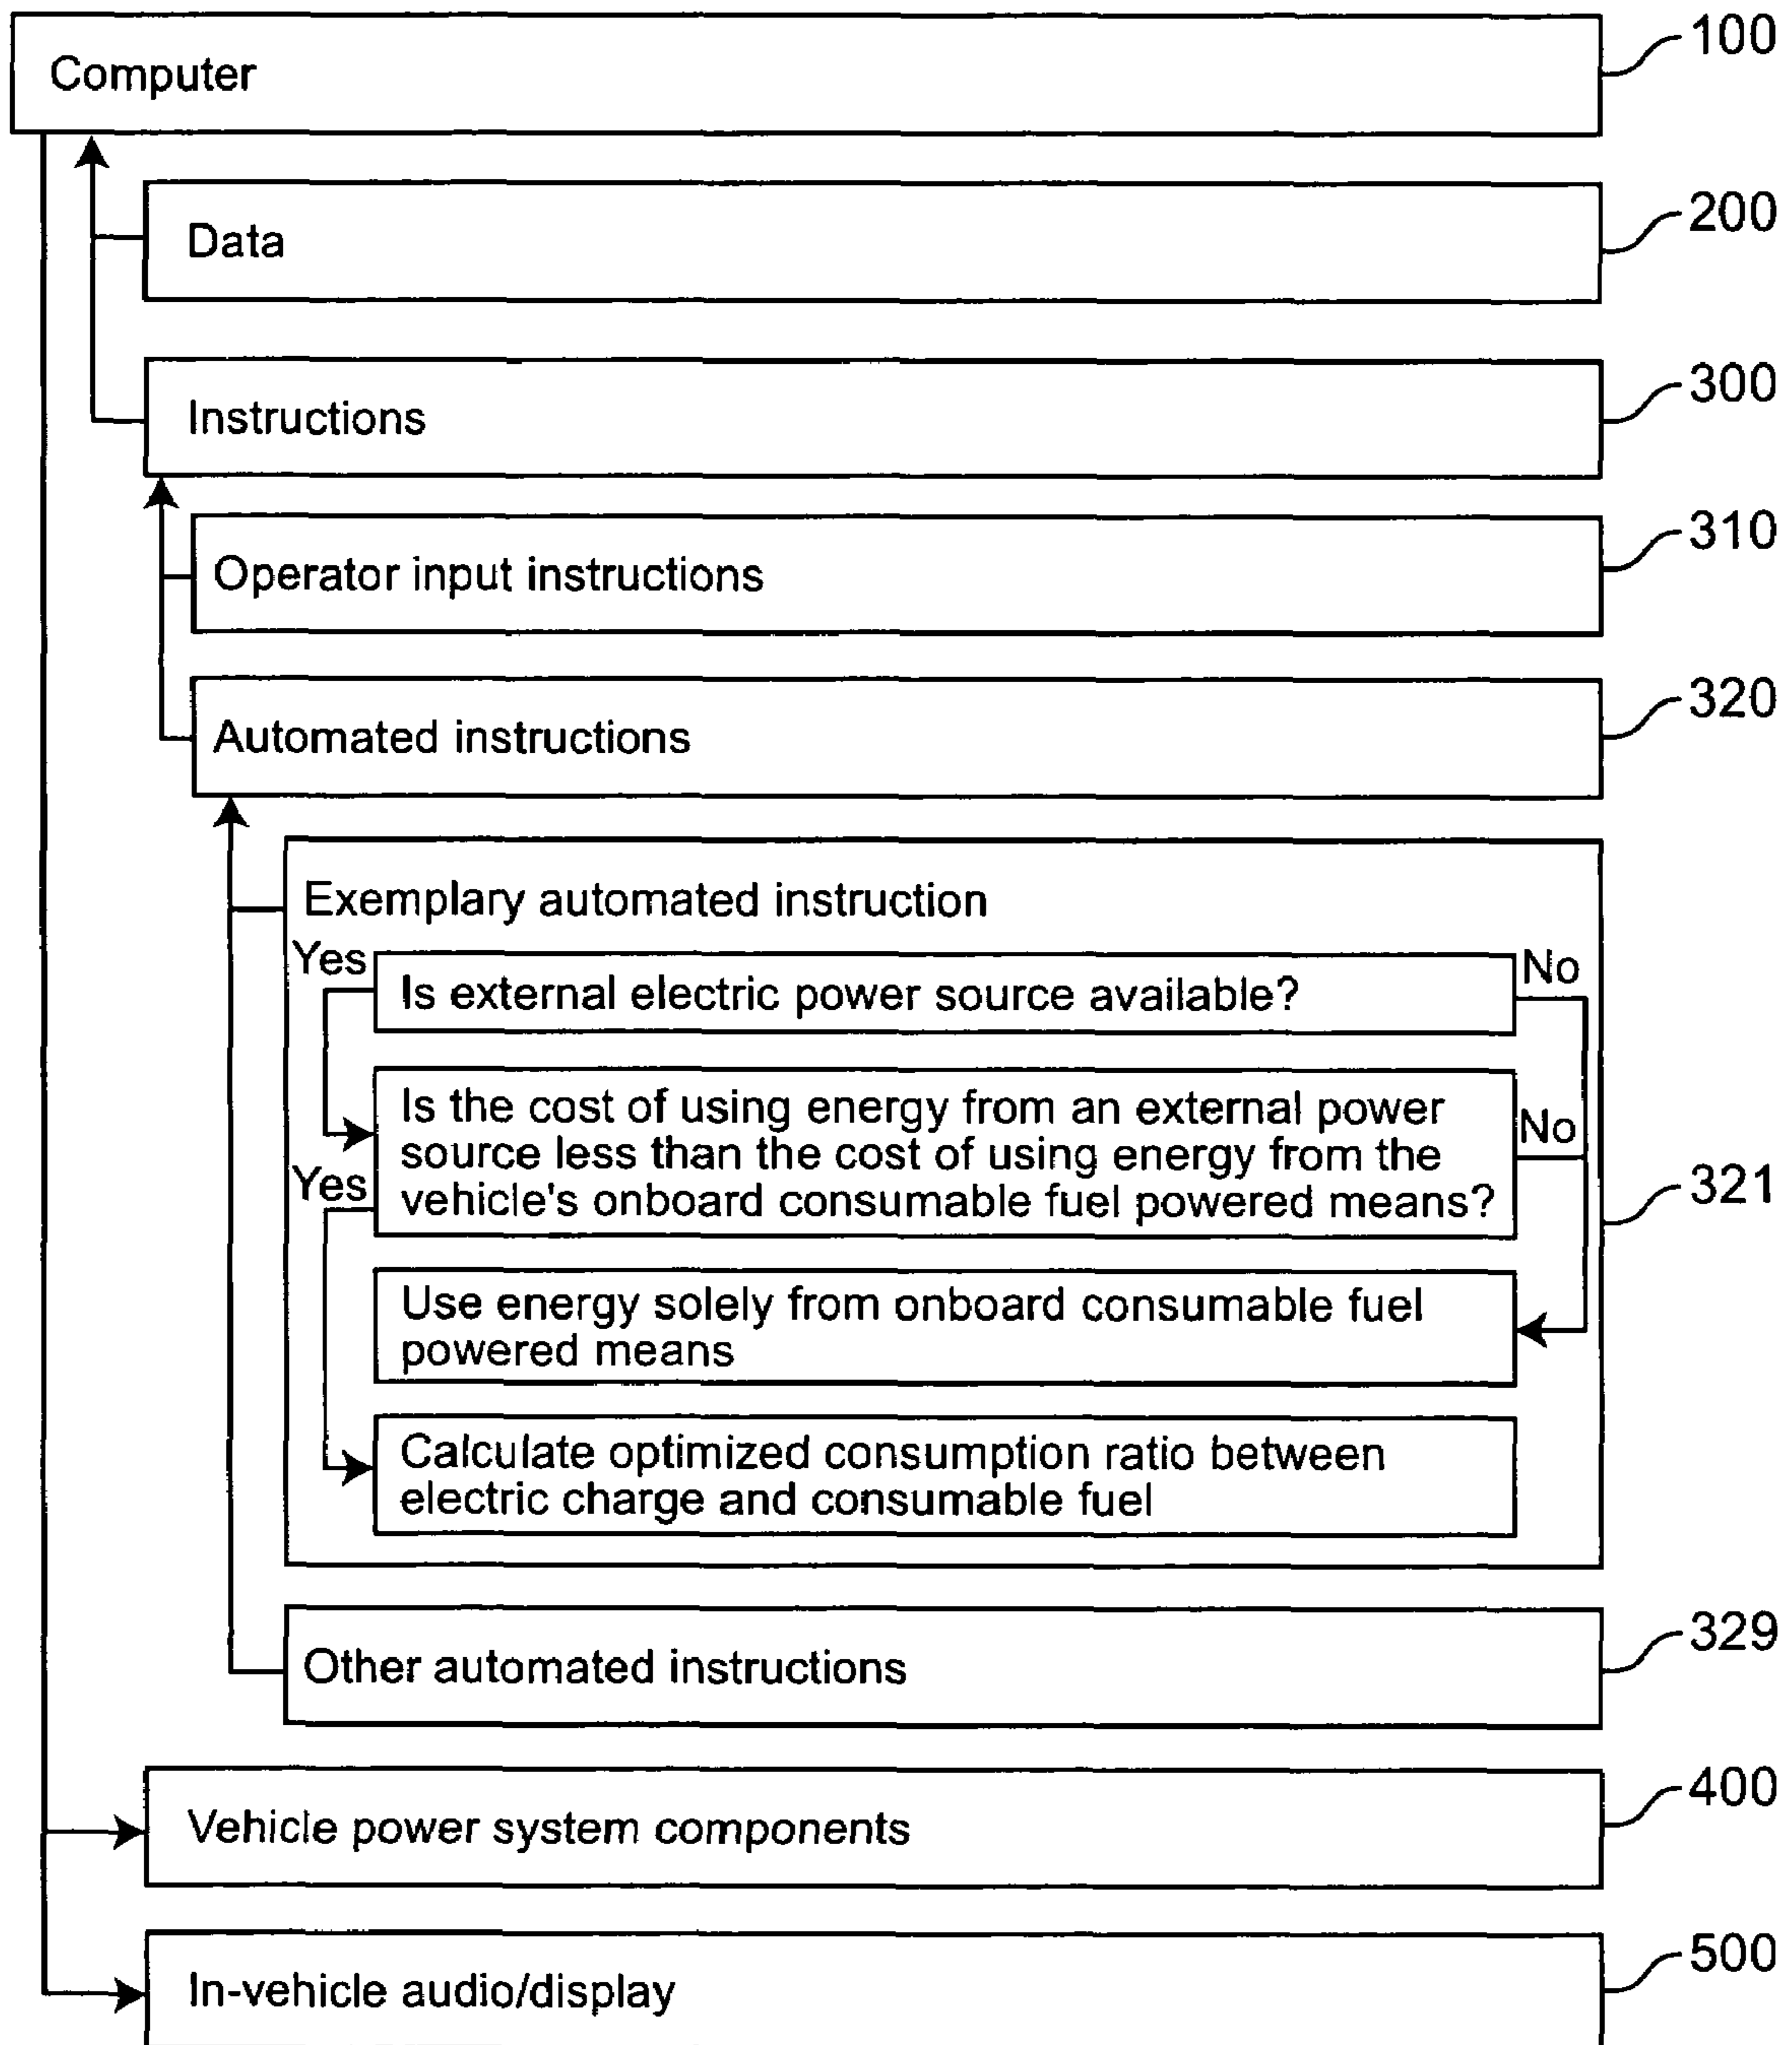 Computer
100
Data
200
Instructions
300
Operator input instructions
310
Automated instructions
320
Exemplary automated instruction
Yes
Is external electric power source available?
No
Is the cost of using energy from an external power
source less than the cost of using energy from the
vehicle's onboard consumable fuel powered means?
No
Yes
321
Use energy solely from onboard consumable fuel
powered means
Calculate optimized consumption ratio between
electric charge and consumable fuel
Other automated instructions
329
Vehicle power system components
400
In-vehicle audio/display
500